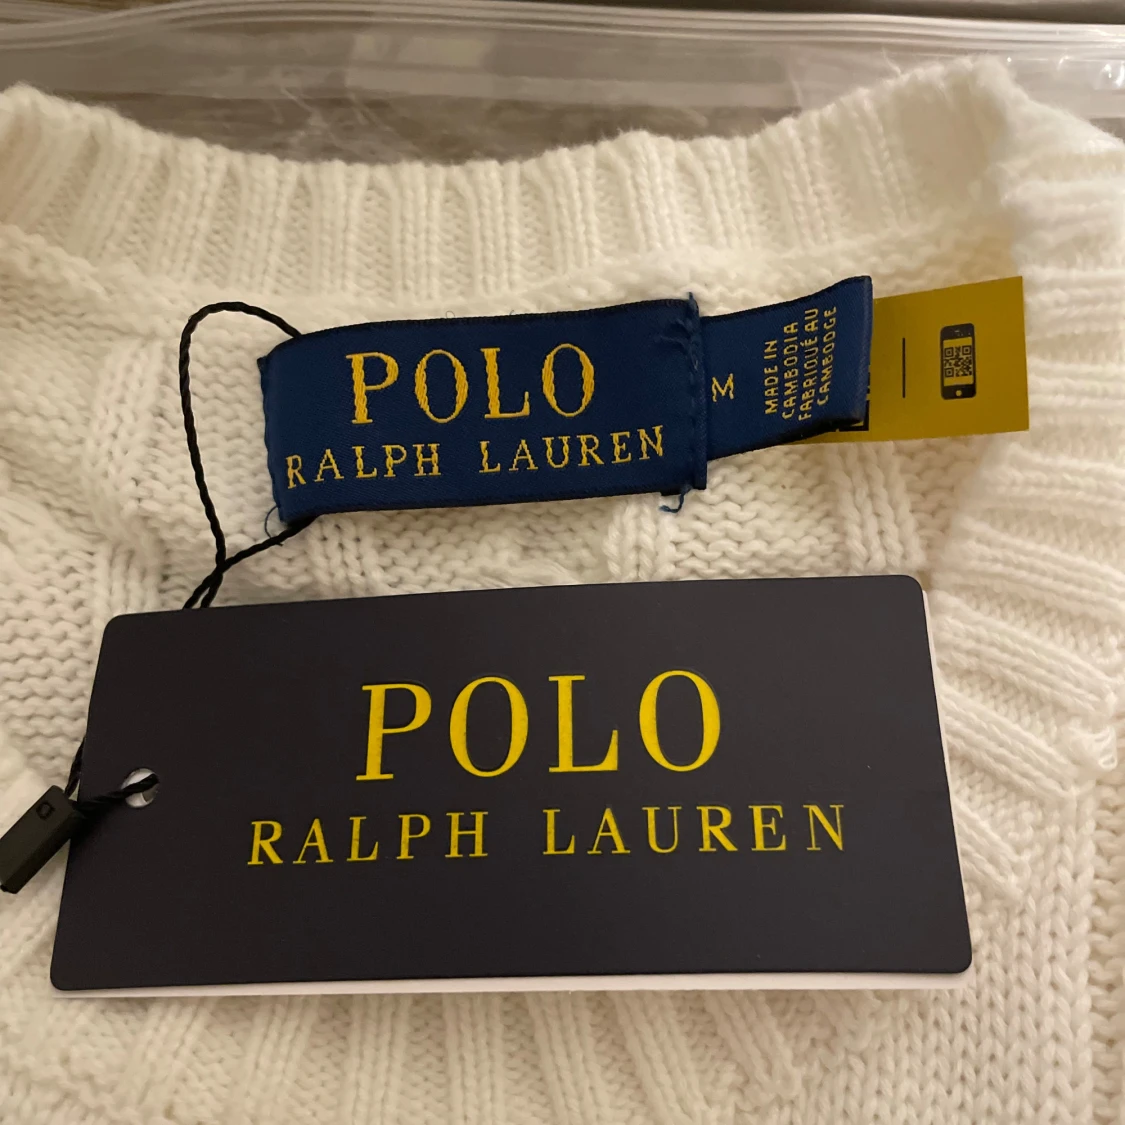 POLO
RALPH LAUREN
M
MADE IN
CAMBODIA
FABRIQUÉ AU
CAMBODGE
POLO
RALPH LAUREN